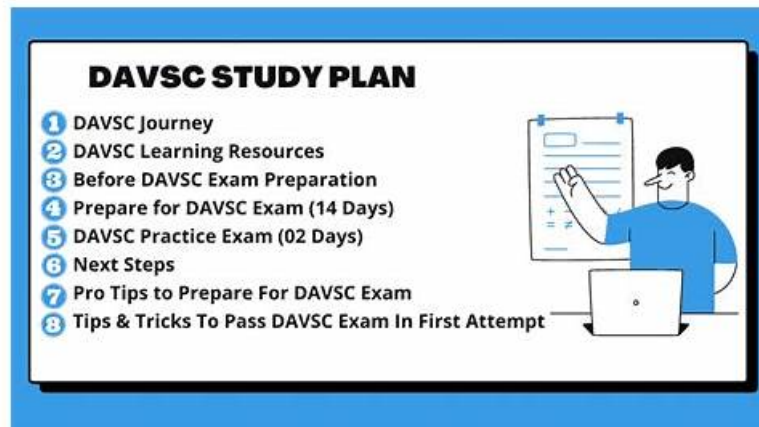 DAVSC STUDY PLAN
1 DAVSC Journey
2 DAVSC Learning Resources
3 Before DAVSC Exam Preparation
4 Prepare for DAVSC Exam (14 Days)
5 DAVSC Practice Exam (02 Days)
6 Next Steps
7 Pro Tips to Prepare For DAVSC Exam
8 Tips & Tricks To Pass DAVSC Exam In First Attempt